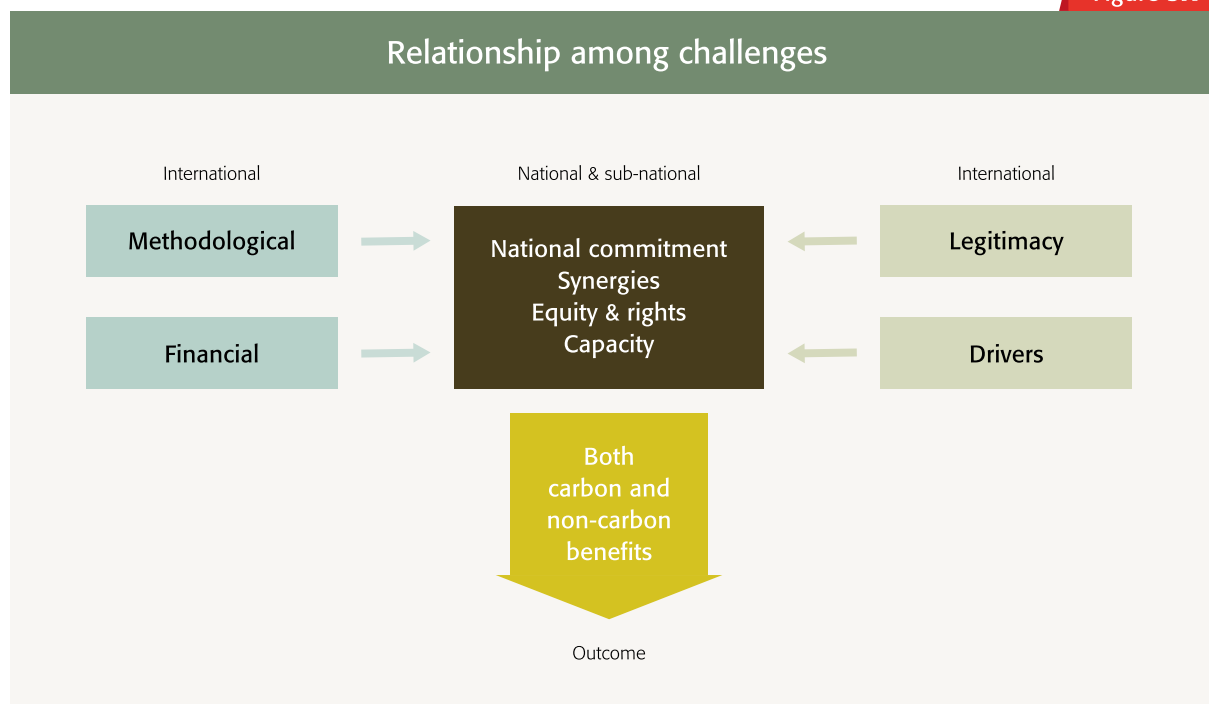 Figure
Relationship among challenges
International
National & sub-national
International
Methodological
National commitment
Synergies
Equity & rights
Capacity
Legitimacy
Financial
Drivers
Both
carbon and
non-carbon
benefits
Outcome